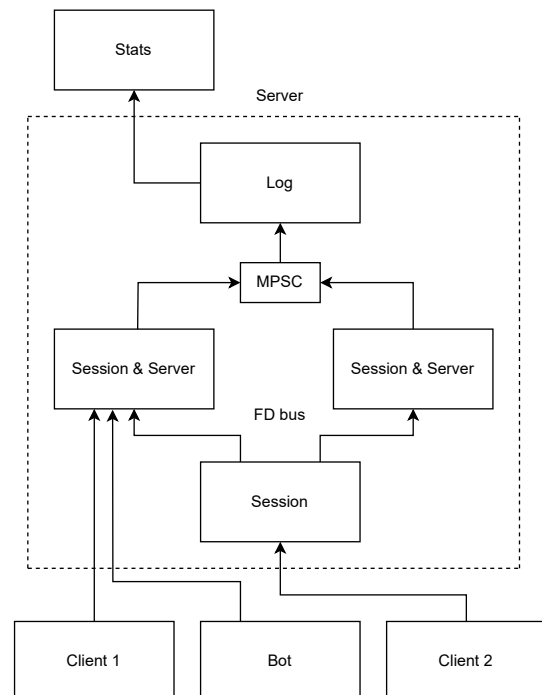 Stats
Server
Log
MPSC
Session & Server
Session & Server
FD bus
Session
Client 1
Bot
Client 2